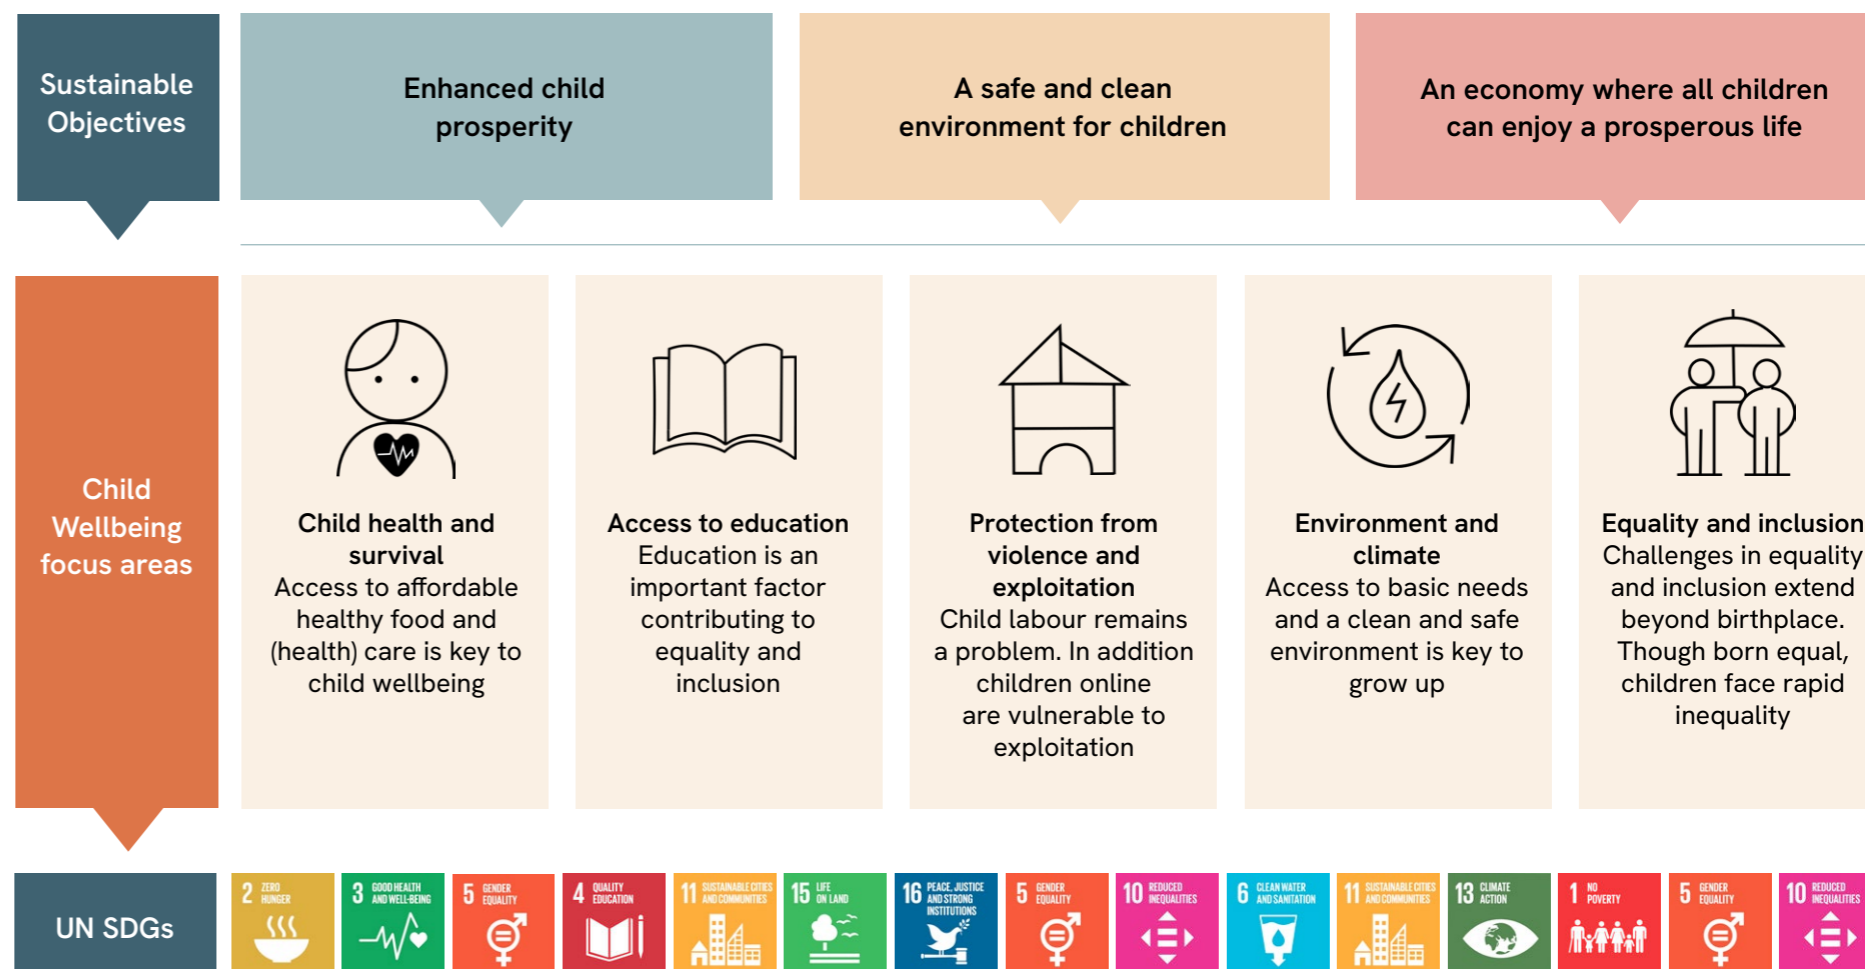 Sustainable
Objectives
Enhanced child
prosperity
A safe and clean
environment for children
An economy where all children
can enjoy a prosperous life
Child
Wellbeing
focus areas
Child health and
survival
Access to affordable
healthy food and
(health) care is key to
child wellbeing
Access to education
Education is an
important factor
contributing to
equality and
inclusion
Protection from
violence and
exploitation
Child labour remains
a problem. In addition
children online
are vulnerable to
exploitation
Environment and
climate
Access to basic needs
and a clean and safe
environment is key to
grow up
Equality and inclusion
Challenges in equality
and inclusion extend
beyond birthplace.
Though born equal,
children face rapid
inequality
UN SDGs
2 ZERO
HUNGER
3 GOOD HEALTH
AND WELL-BEING
5 GENDER
EQUALITY
4 QUALITY
EDUCATION
11 SUSTAINABLE CITIES
AND COMMUNITIES
15 LIFE
ON LAND
16 PEACE, JUSTICE
AND STRONG
INSTITUTIONS
5 GENDER
EQUALITY
10 REDUCED
INEQUALITIES
6 CLEAN WATER
AND SANITATION
11 SUSTAINABLE CITIES
AND COMMUNITIES
13 CLIMATE
ACTION
1 NO
POVERTY
5 GENDER
EQUALITY
10 REDUCED
INEQUALITIES